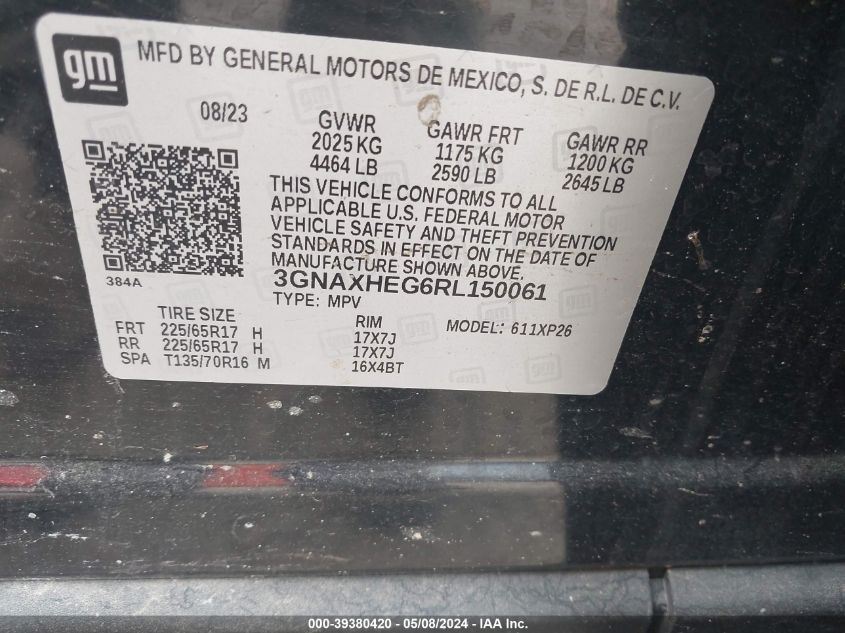 gm
MFD BY GENERAL MOTORS DE MEXICO, S. DE R.L. DE C.V.
08/23
GVWR GAWR FRT GAWR RR
2025 KG 1175 KG 1200 KG
4464 LB 2590 LB 2645 LB
THIS VEHICLE CONFORMS TO ALL
APPLICABLE U.S. FEDERAL MOTOR
VEHICLE SAFETY AND THEFT PREVENTION
STANDARDS IN EFFECT ON THE DATE OF
MANUFACTURE SHOWN ABOVE.
384A
3GNAXHEG6RL150061
TYPE: MPV
TIRE SIZE RIM MODEL: 611XP26
FRT 225/65R17 H 17X7J
RR 225/65R17 H 17X7J
SPA T135/70R16 M 16X4BT
000-39380420 - 05/08/2024 - IAA Inc.